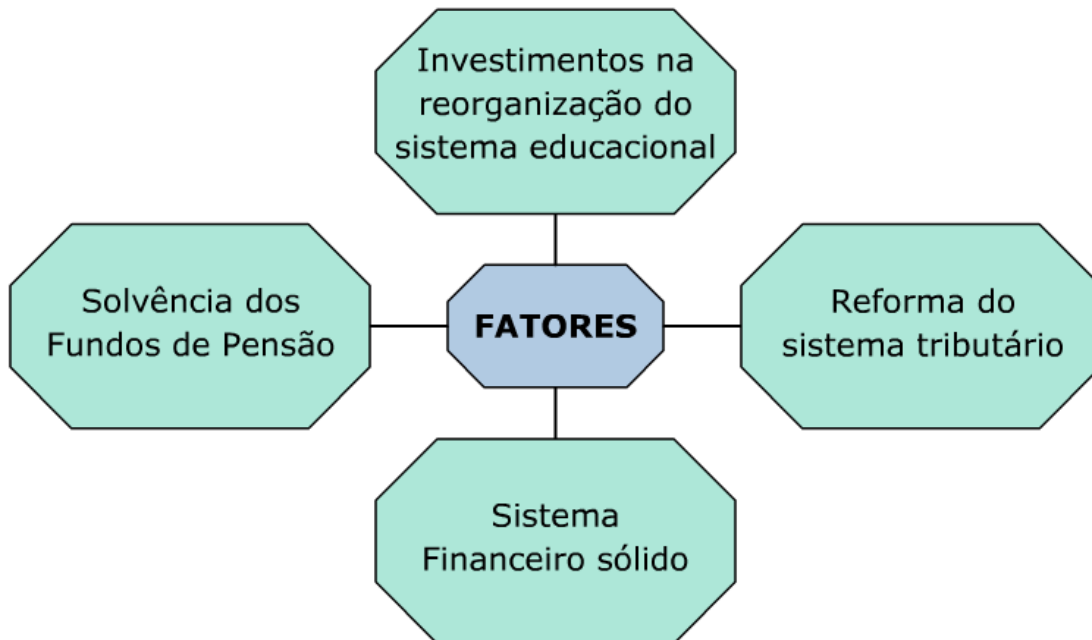 Investimentos na
reorganização do
sistema educacional
Solvência dos
Fundos de Pensão
FATORES
Reforma do
sistema tributário
Sistema
Financeiro sólido